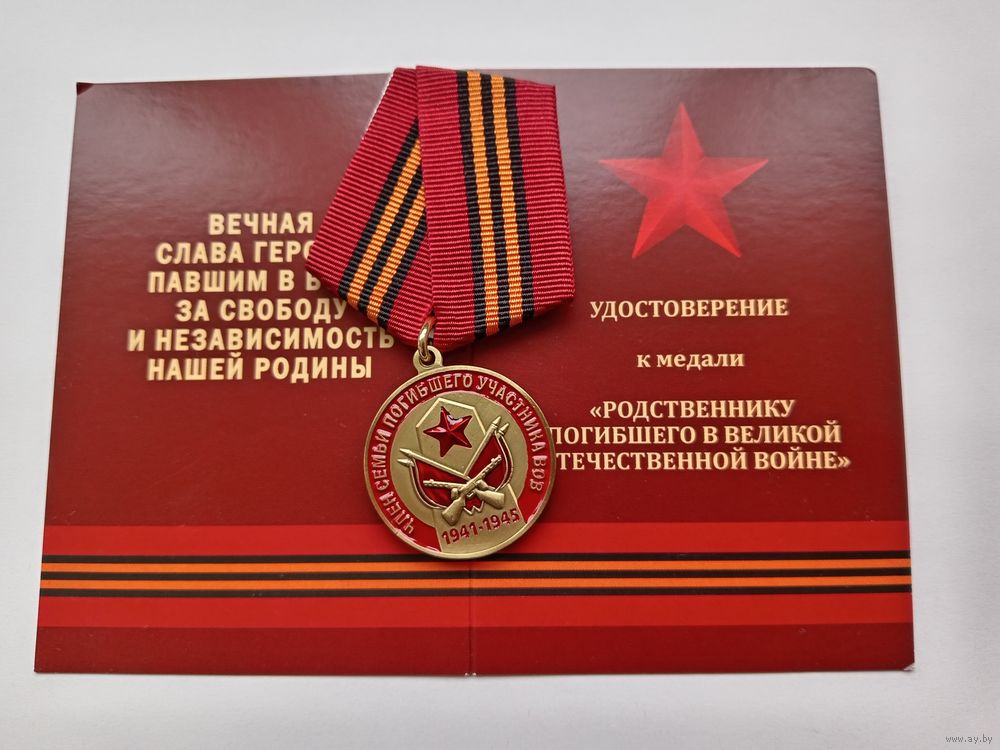 ВЕЧНАЯ
СЛАВА ГЕРО
ПАВШИМ В
ЗА СВОБОДУ
И НЕЗАВИСИМОСТЬ
НАШЕЙ РОДИНЫ
УДОСТОВЕРЕНИЕ
к медали
«РОДСТВЕННИКУ
ПОГИБШЕГО В ВЕЛИКОЙ
ТЕЧЕСТВЕННОЙ ВОЙНЕ»
ЧЛЕН СЕМЬИ ПОГИБШЕГО УЧАСТНИКА ВОВ
1941-1945
www.ay.by